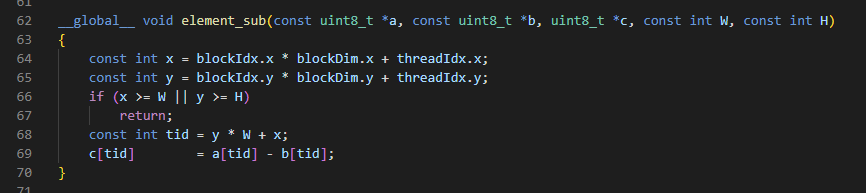 61
62 __global__ void element_sub(const uint8_t *a, const uint8_t *b, uint8_t *c, const int W, const int H)
63 {
64     const int x = blockIdx.x * blockDim.x + threadIdx.x;
65     const int y = blockIdx.y * blockDim.y + threadIdx.y;
66     if (x >= W || y >= H)
67         return;
68     const int tid = y * W + x;
69     c[tid]        = a[tid] - b[tid];
70 }
71